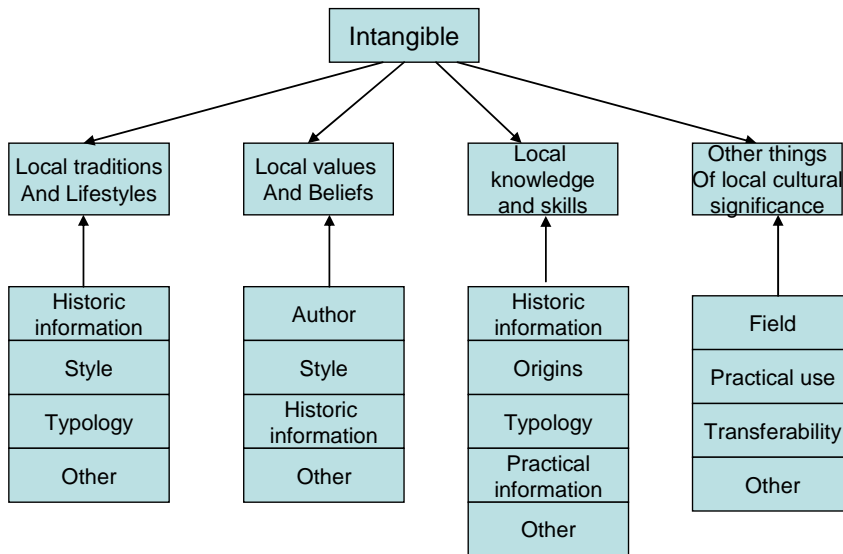 Intangible
Local traditions
And Lifestyles
Local values
And Beliefs
Local
knowledge
and skills
Other things
Of local cultural
significance
Historic
information
Style
Typology
Other
Author
Style
Historic
information
Other
Historic
information
Origins
Typology
Practical
information
Other
Field
Practical use
Transferability
Other